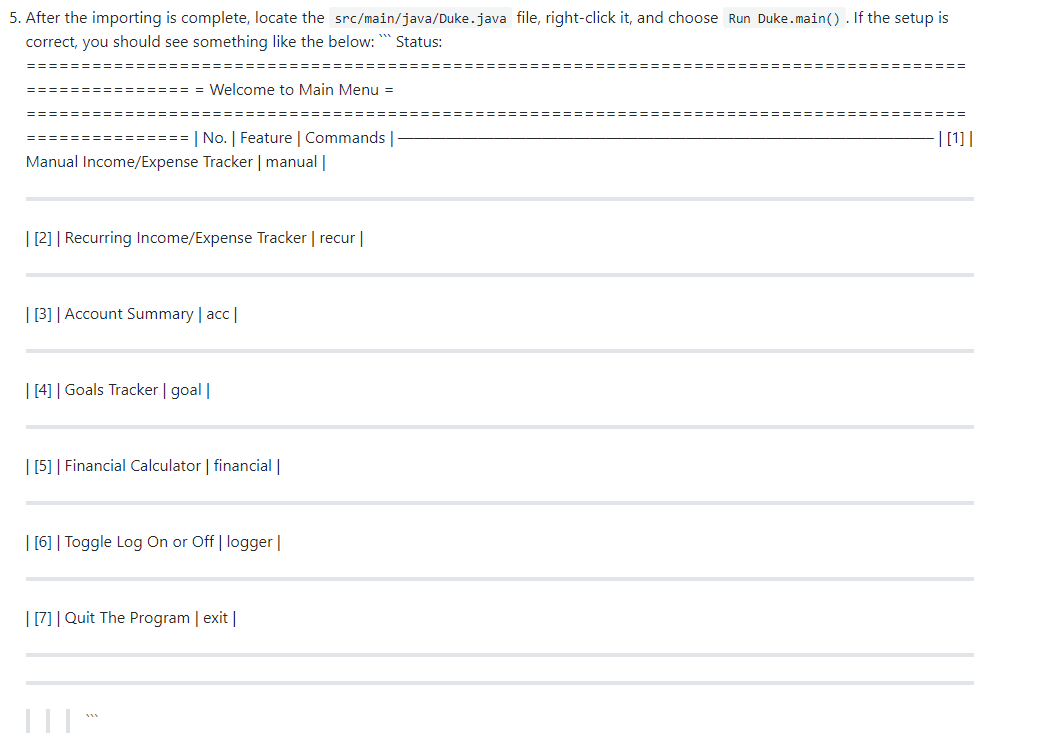 5. After the importing is complete, locate the src/main/java/Duke.java file, right-click it, and choose Run Duke.main() . If the setup is
correct, you should see something like the below: ``` Status:
=======================================================================================
=============== = Welcome to Main Menu =
=======================================================================================
=============== | No. | Feature | Commands | ———————————————————————————————————— | [1] |
Manual Income/Expense Tracker | manual |
| [2] | Recurring Income/Expense Tracker | recur |
| [3] | Account Summary | acc |
| [4] | Goals Tracker | goal |
| [5] | Financial Calculator | financial |
| [6] | Toggle Log On or Off | logger |
| [7] | Quit The Program | exit |
```